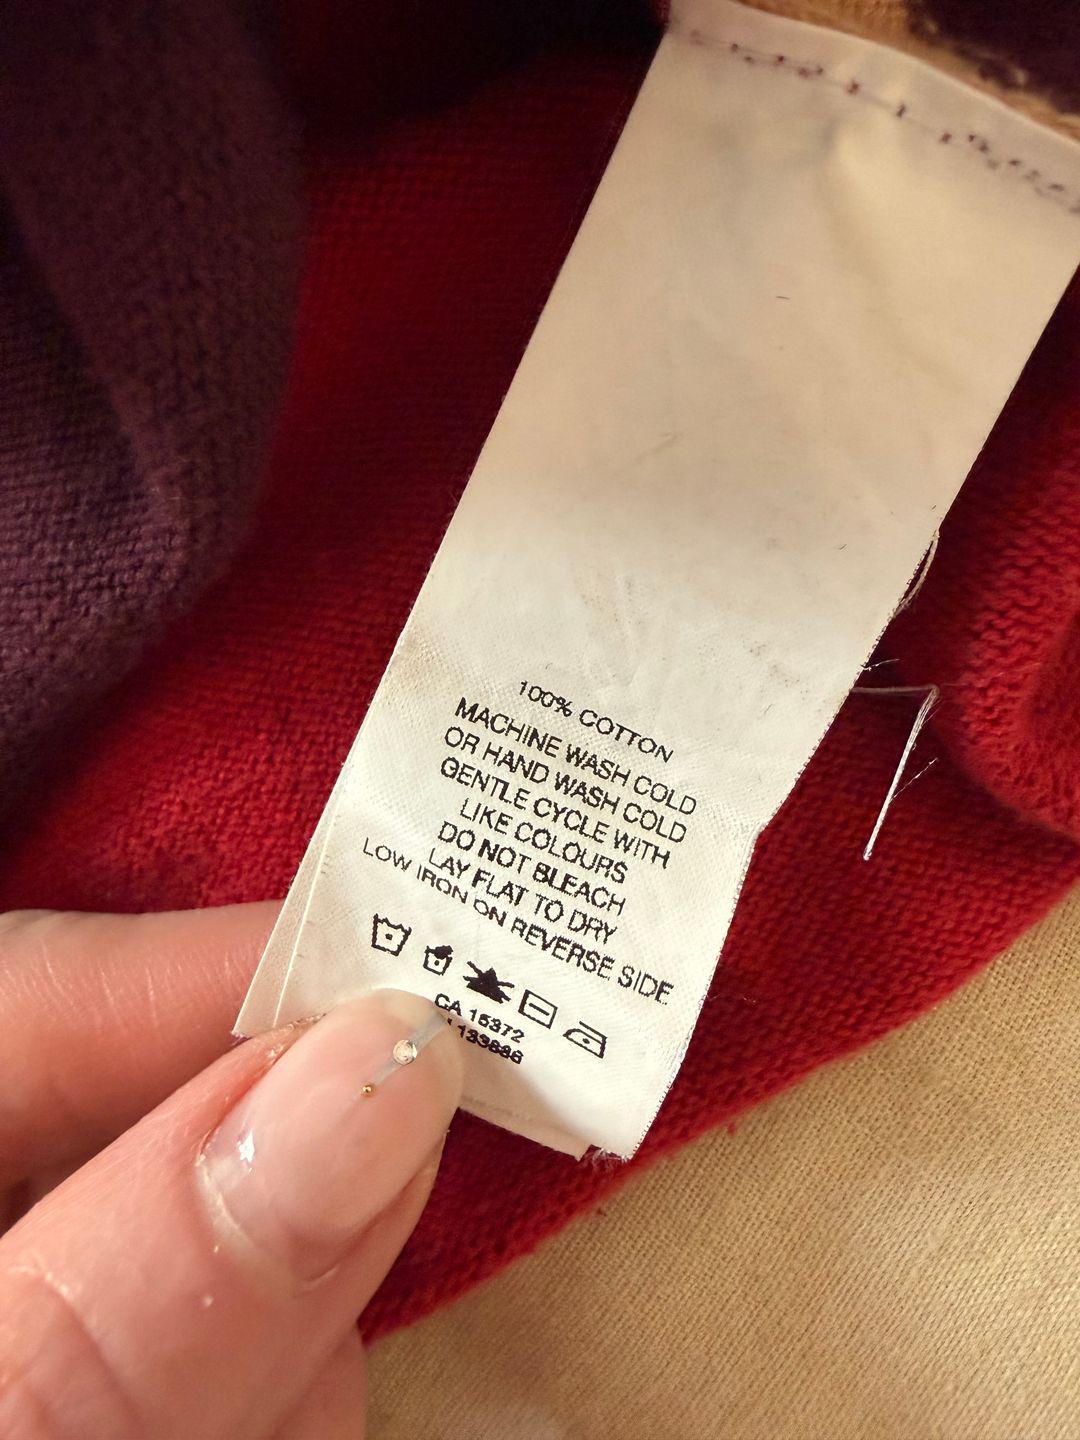 100% COTTON
MACHINE WASH COLD
OR HAND WASH COLD
GENTLE CYCLE WITH
LIKE COLOURS
DO NOT BLEACH
LAY FLAT TO DRY
LOW IRON ON REVERSE SIDE
CA 15372